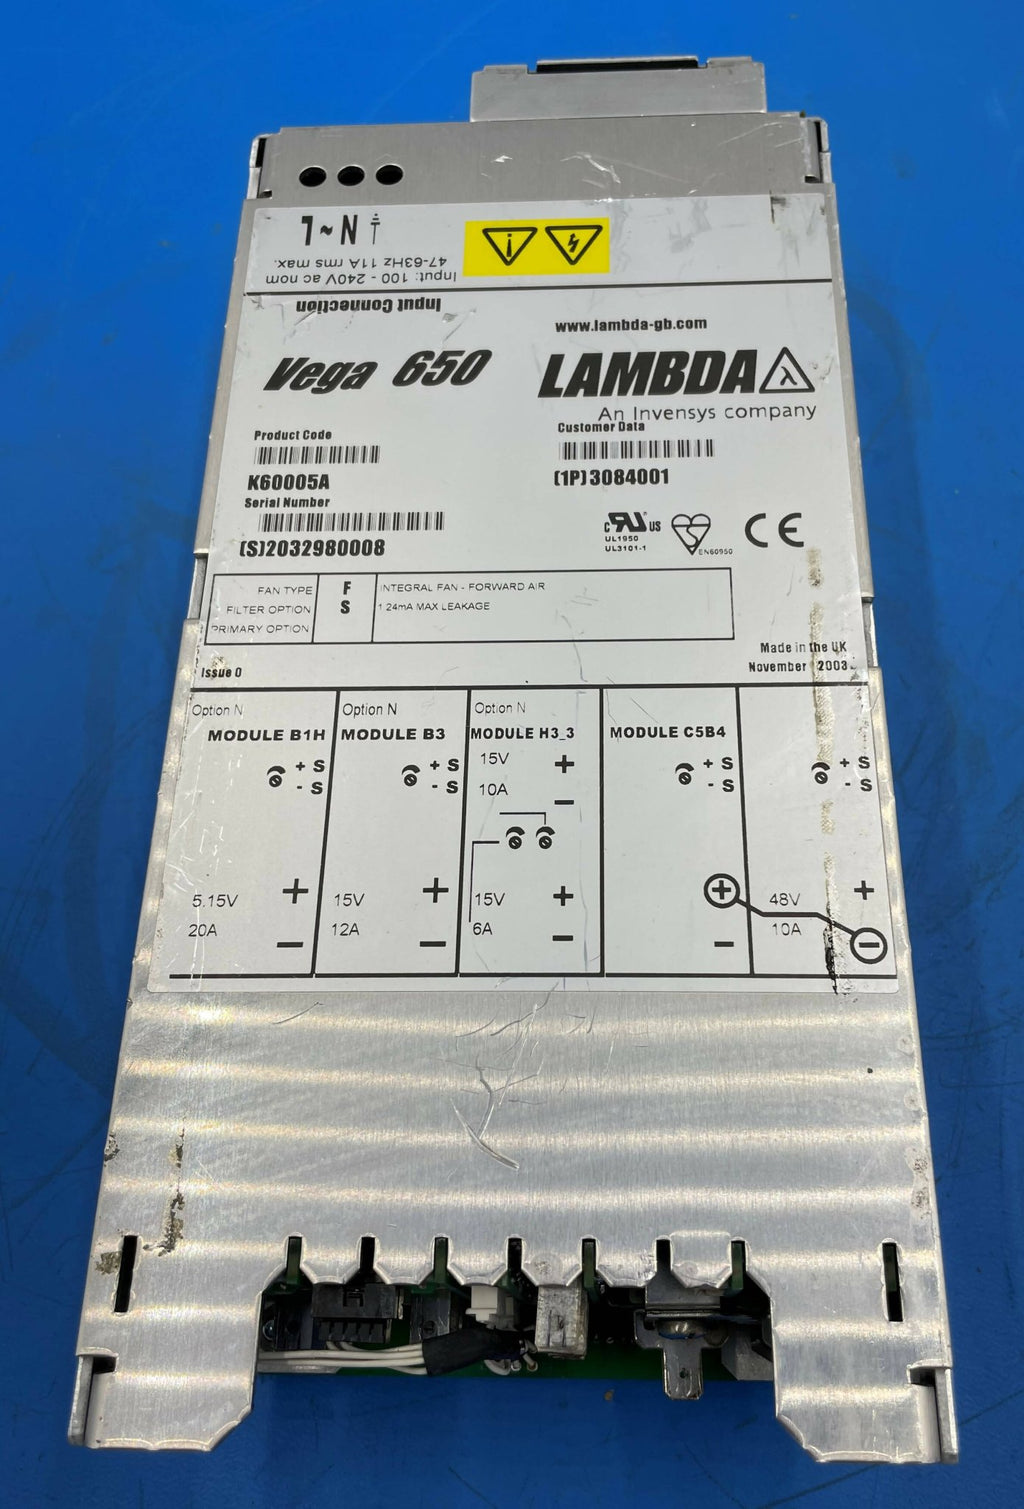 L ~ N
Input: 100 - 240V ac nom
47-63Hz 11A rms max.
Input Connection
www.lambda-gb.com
Vega 650
LAMBDA λ
An Invensys company
Product Code
K60005A
Customer Data
(1P)3084001
Serial Number
(S)2032980008
c RU US
UL1950
UL3101-1
S
EN60950
CE
FAN TYPE F INTEGRAL FAN - FORWARD AIR
FILTER OPTION S 1 24mA MAX LEAKAGE
PRIMARY OPTION
Made in the UK
Issue 0
November 2003
Option N
MODULE B1H
+ S
- S
5.15V +
20A -
Option N
MODULE B3
+ S
- S
15V +
12A -
Option N
MODULE H3_3
15V +
10A -
15V +
6A -
MODULE C5B4
+ S
- S
+
-
+ S
- S
48V +
10A -